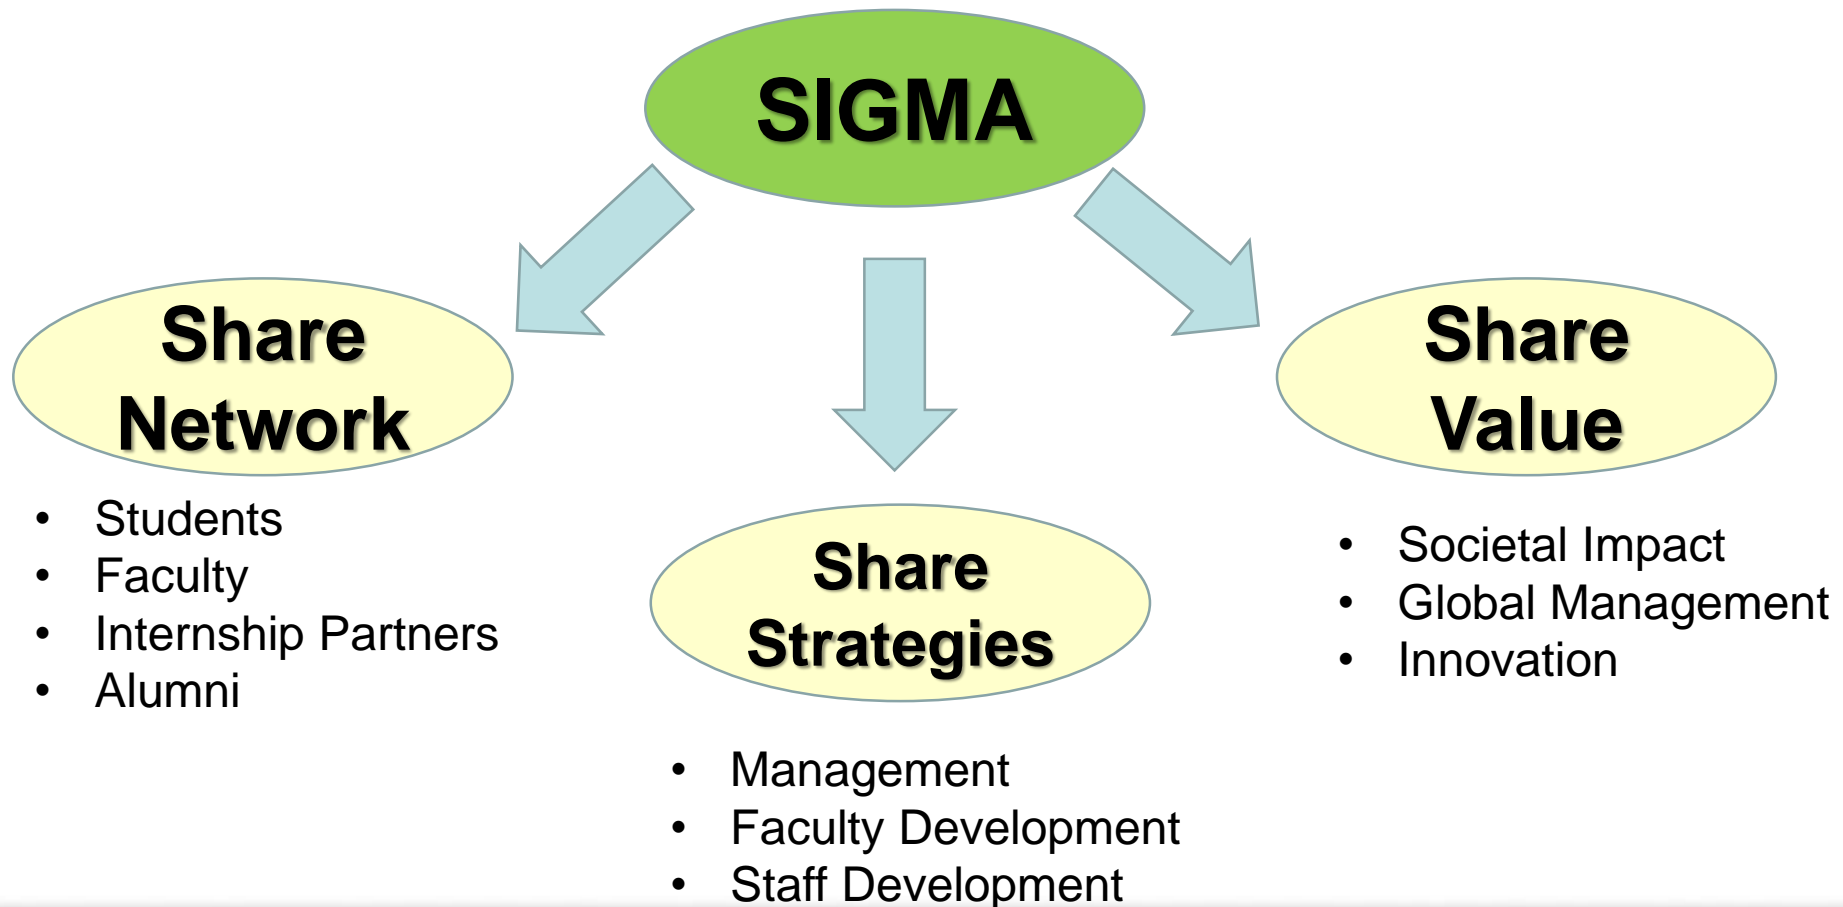 SIGMA
Share
Network
• Students
• Faculty
• Internship Partners
• Alumni
Share
Strategies
• Management
• Faculty Development
• Staff Development
Share
Value
• Societal Impact
• Global Management
• Innovation